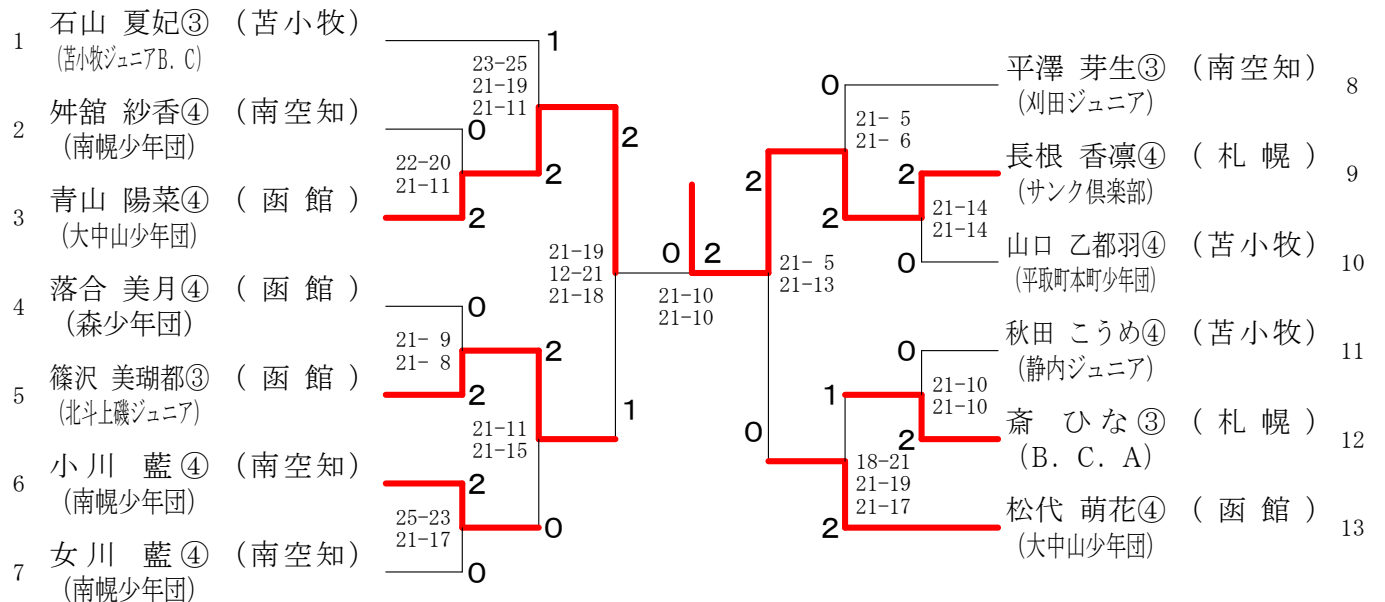 1 石山 夏妃③ (苫小牧)
(苫小牧ジュニアB. C)
2 舛舘 紗香④ (南空知)
(南幌少年団)
3 青山 陽菜④ (函館)
(大中山少年団)
4 落合 美月④ (函館)
(森少年団)
5 篠沢 美瑚都③ (函館)
(北斗上磯ジュニア)
6 小川 藍④ (南空知)
(南幌少年団)
7 女川 藍④ (南空知)
(南幌少年団)
1
23-25
21-19
21-11
0
22-20
21-11
2
2
2
0
21- 9
21- 8
2
2
21-11
21-15
2
25-23
21-17
0
0
1
21-19
12-21
21-18
0
2
21-10
21-10
2
21- 5
21-13
0
0
21- 5
21- 6
2
2
21-14
21-14
0
0
21-10
21-10
1
2
18-21
21-19
21-17
2
平澤 芽生③ (南空知) 8
(刈田ジュニア)
長根 香凛④ (札幌) 9
(サンク倶楽部)
山口 乙都羽④ (苫小牧) 10
(平取町本町少年団)
秋田 こうめ④ (苫小牧) 11
(静内ジュニア)
斎 ひな③ (札幌) 12
(B. C. A)
松代 萌花④ (函館) 13
(大中山少年団)